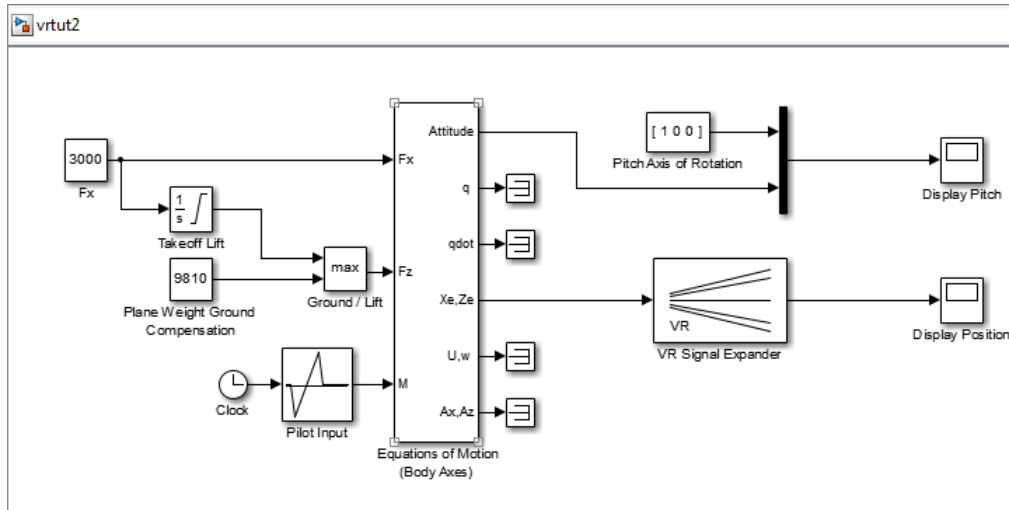 vrtut2
3000
Fx
1
s
Takeoff Lift
9810
Plane Weight Ground
Compensation
max
Ground / Lift
Clock
Pilot Input
Fx
Fz
M
Attitude
q
qdot
Xe,Ze
U,w
Ax,Az
Equations of Motion
(Body Axes)
[ 1 0 0 ]
Pitch Axis of Rotation
Display Pitch
VR
VR Signal Expander
Display Position